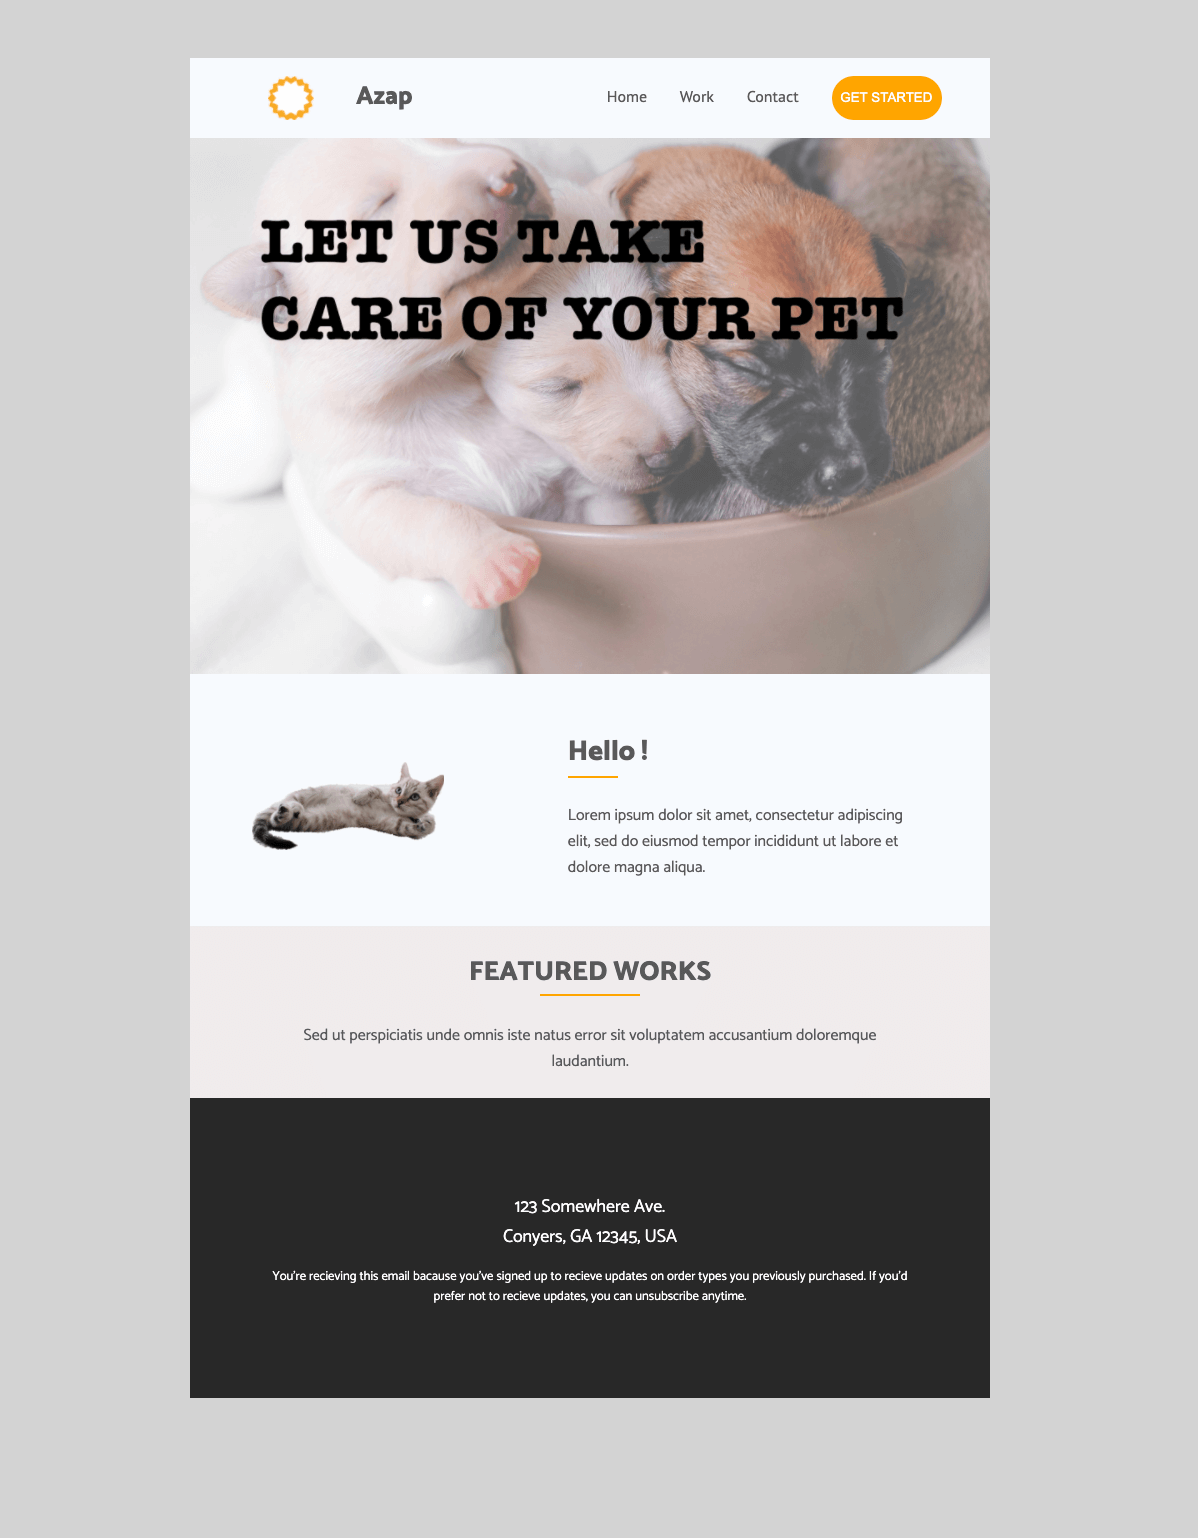 Azap
Home Work Contact GET STARTED
LET US TAKE
CARE OF YOUR PET
Hello !
Lorem ipsum dolor sit amet, consectetur adipiscing
elit, sed do eiusmod tempor incididunt ut labore et
dolore magna aliqua.
FEATURED WORKS
Sed ut perspiciatis unde omnis iste natus error sit voluptatem accusantium doloremque
laudantium.
123 Somewhere Ave.
Conyers, GA 12345, USA
You're recieving this email bacause you've signed up to recieve updates on order types you previously purchased. If you'd
prefer not to recieve updates, you can unsubscribe anytime.